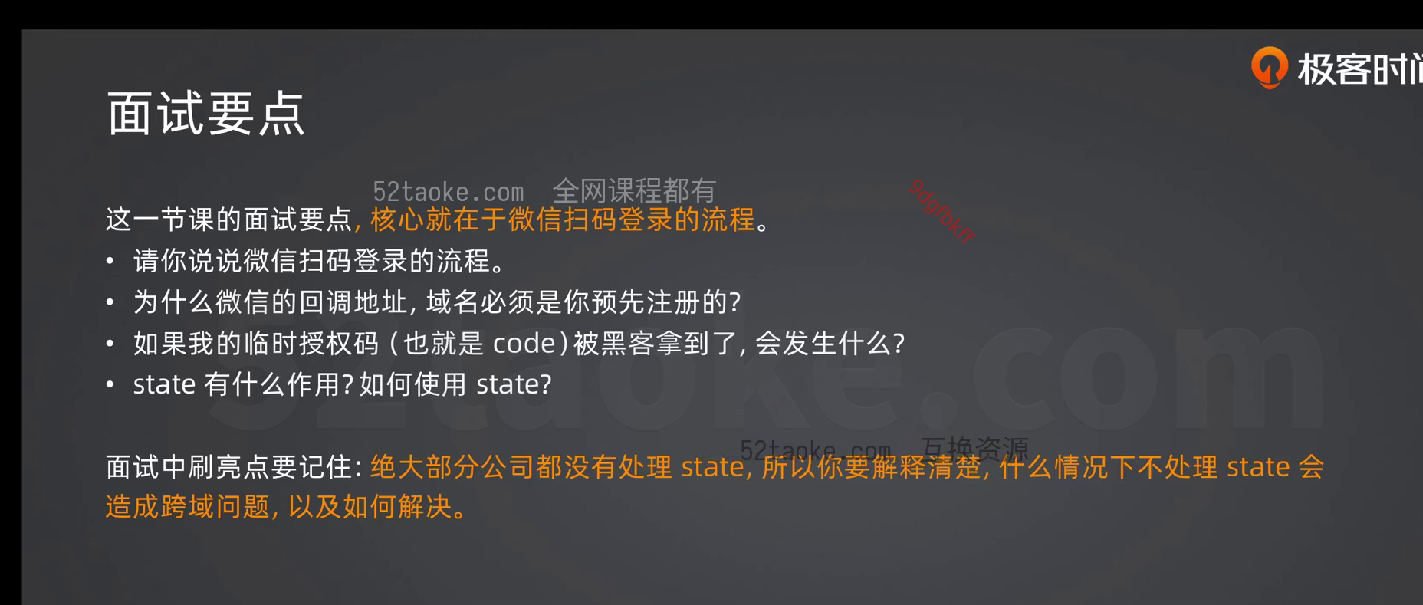 极客时间
面试要点
52taoke.com 全网课程都有
9dgfbkff
这一节课的面试要点, 核心就在于微信扫码登录的流程。
• 请你说说微信扫码登录的流程。
• 为什么微信的回调地址, 域名必须是你预先注册的?
• 如果我的临时授权码 (也就是 code)被黑客拿到了, 会发生什么?
• state 有什么作用? 如何使用 state?
52taoke.com
52taoke.com 互换资源
面试中刷亮点要记住: 绝大部分公司都没有处理 state, 所以你要解释清楚, 什么情况下不处理 state 会
造成跨域问题, 以及如何解决。